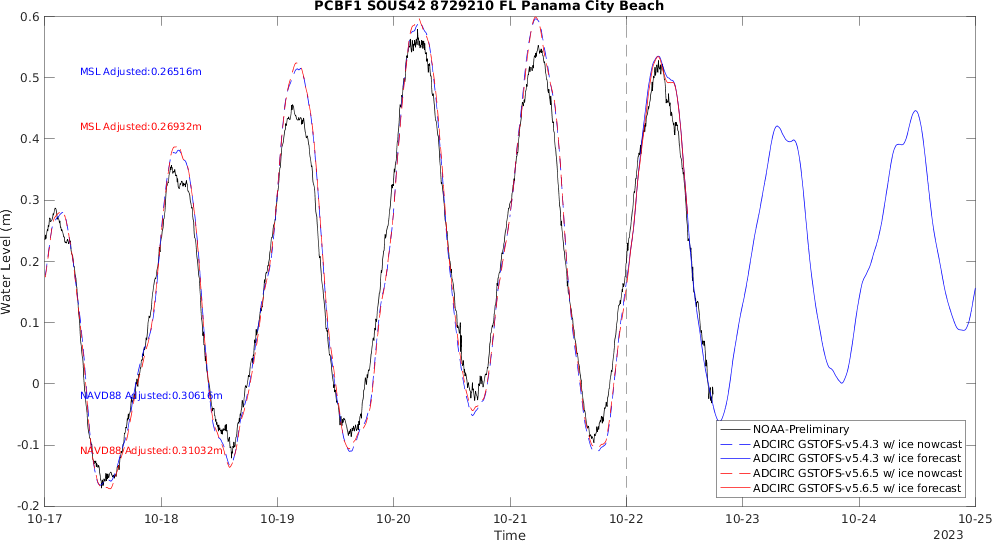 PCBF1 SOUS42 8729210 FL Panama City Beach
0.6
0.5
0.4
0.3
0.2
0.1
0
-0.1
-0.2
Water Level (m)
MSL Adjusted:0.26516m
MSL Adjusted:0.26932m
NAVD88 Adjusted:0.30616m
NAVD88 Adjusted:0.31032m
NOAA-Preliminary
ADCIRC GSTOFS-v5.4.3 w/ ice nowcast
ADCIRC GSTOFS-v5.4.3 w/ ice forecast
ADCIRC GSTOFS-v5.6.5 w/ ice nowcast
ADCIRC GSTOFS-v5.6.5 w/ ice forecast
10-17 10-18 10-19 10-20 10-21 10-22 10-23 10-24 10-25
Time
2023